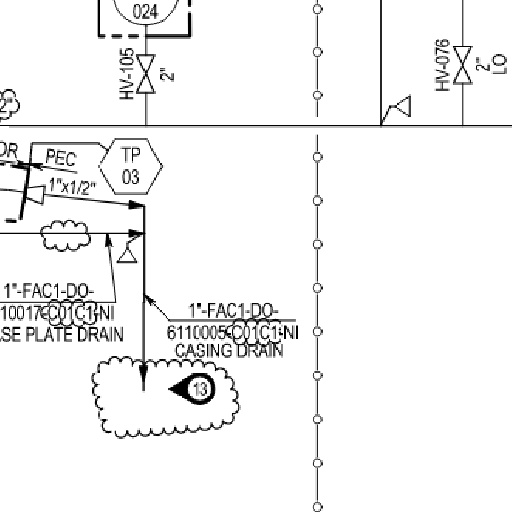 024
HV-105
2"
HV-076
2"
LO
2"
OR
PEC
TP
03
1"x1/2"
1"-FAC1-DO-
10017-C01C1-NI
SE PLATE DRAIN
1"-FAC1-DO-
6110005-C01C1-NI
CASING DRAIN
13